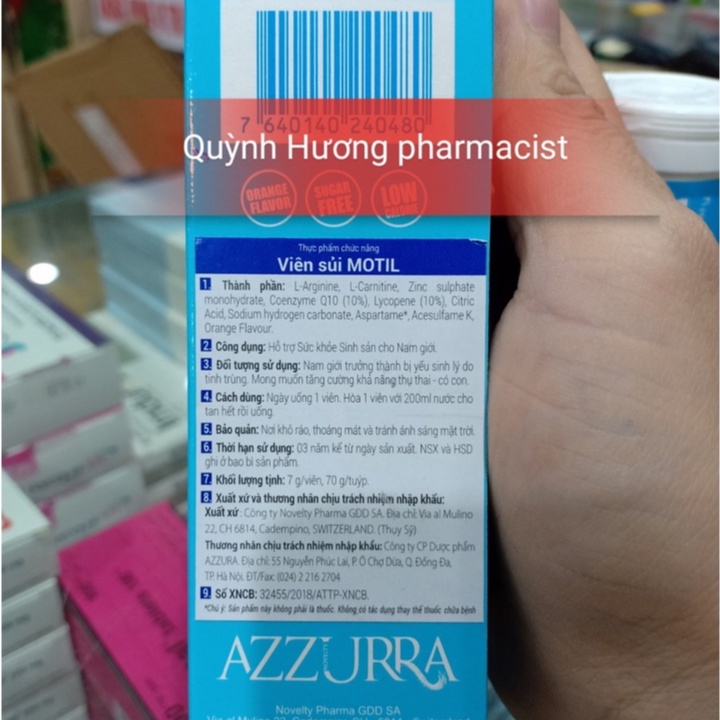 7 640140 240480
Quỳnh Hương pharmacist
ORANGE
FLAVOR
SUGAR
FREE
LOW
Thực phẩm chức năng
Viên sủi MOTIL
1. Thành phần: L-Arginine, L-Carnitine, Zinc sulphate
monohydrate, Coenzyme Q10 (10%), Lycopene (10%), Citric
Acid, Sodium hydrogen carbonate, Aspartame*, Acesulfame K,
Orange Flavour.
2. Công dụng: Hỗ trợ Sức khỏe Sinh sản cho Nam giới.
3. Đối tượng sử dụng: Nam giới trưởng thành bị yếu sinh lý do
tinh trùng. Mong muốn tăng cường khả năng thụ thai - có con.
4. Cách dùng: Ngày uống 1 viên. Hòa 1 viên với 200ml nước cho
tan hết rồi uống.
5. Bảo quản: Nơi khô ráo, thoáng mát và tránh ánh sáng mặt trời.
6. Thời hạn sử dụng: 03 năm kể từ ngày sản xuất. NSX và HSD
ghi ở bao bì sản phẩm.
7. Khối lượng tịnh: 7 g/viên, 70 g/tuýp.
8. Xuất xứ và thương nhân chịu trách nhiệm nhập khẩu:
Xuất xứ : Công ty Novelty Pharma GDD SA. Địa chỉ: Via al Mulino
22, CH 6814, Cadempino, SWITZERLAND. (Thuỵ Sỹ)
Thương nhân chịu trách nhiệm nhập khẩu: Công ty CP Dược phẩm
AZZURA. Địa chỉ: 55 Nguyễn Phúc Lai, P. Ô Chợ Dừa, Q. Đống Đa,
TP. Hà Nội. ĐT/Fax: (024) 2 216 2704
9. Số XNCB: 32455/2018/ATTP-XNCB.
*Chú ý: Sản phẩm này không phải là thuốc. Không có tác dụng thay thế thuốc chữa bệnh
AZZURRA
NOVELTY
Novelty Pharma GDD SA